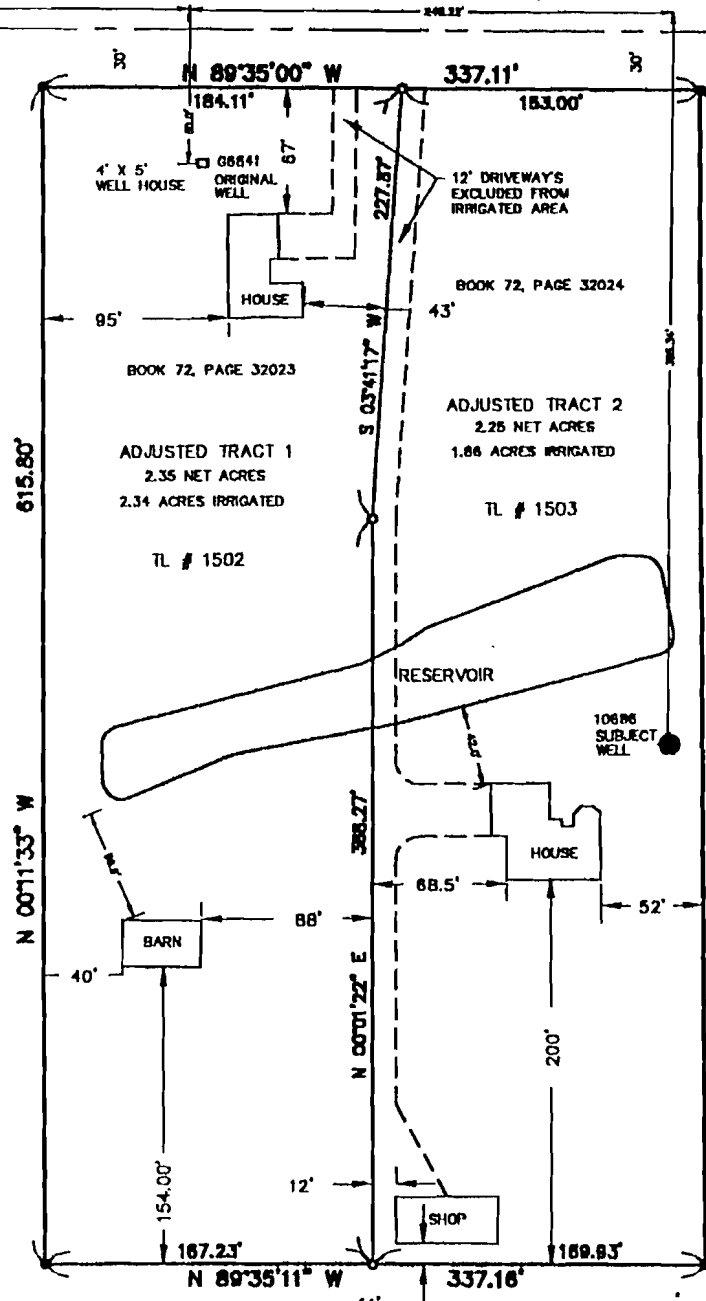 30'
30'
N 89°35'00" W 337.11'
184.11'
153.00'
4' X 5'
WELL HOUSE
G6641
ORIGINAL
WELL
67'
227.87'
12' DRIVEWAY'S
EXCLUDED FROM
IRRIGATED AREA
HOUSE
95'
43'
BOOK 72, PAGE 32024
BOOK 72, PAGE 32023
S 03°41'17" W
ADJUSTED TRACT 1
2.35 NET ACRES
2.34 ACRES IRRIGATED
TL # 1502
ADJUSTED TRACT 2
2.25 NET ACRES
1.86 ACRES IRRIGATED
TL # 1503
615.80'
RESERVOIR
10686
SUBJECT
WELL
N 00°11'33" W
388.27'
HOUSE
68.5'
52'
88'
BARN
40'
N 00°01'22" E
200'
154.00'
12'
SHOP
167.23'
169.93'
N 89°35'11" W 337.16'